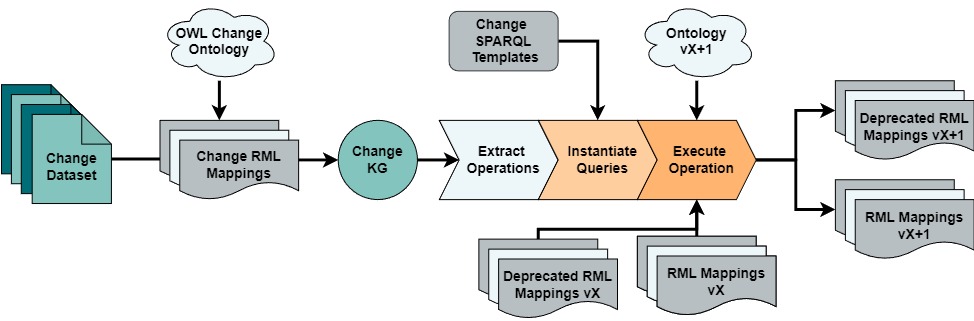 OWL Change
Ontology
Change
SPARQL
Templates
Ontology
vX+1
Change
Dataset
Change RML
Mappings
Change
KG
Extract
Operations
Instantiate
Queries
Execute
Operation
Deprecated RML
Mappings vX+1
RML Mappings
vX+1
Deprecated RML
Mappings vX
RML Mappings
vX